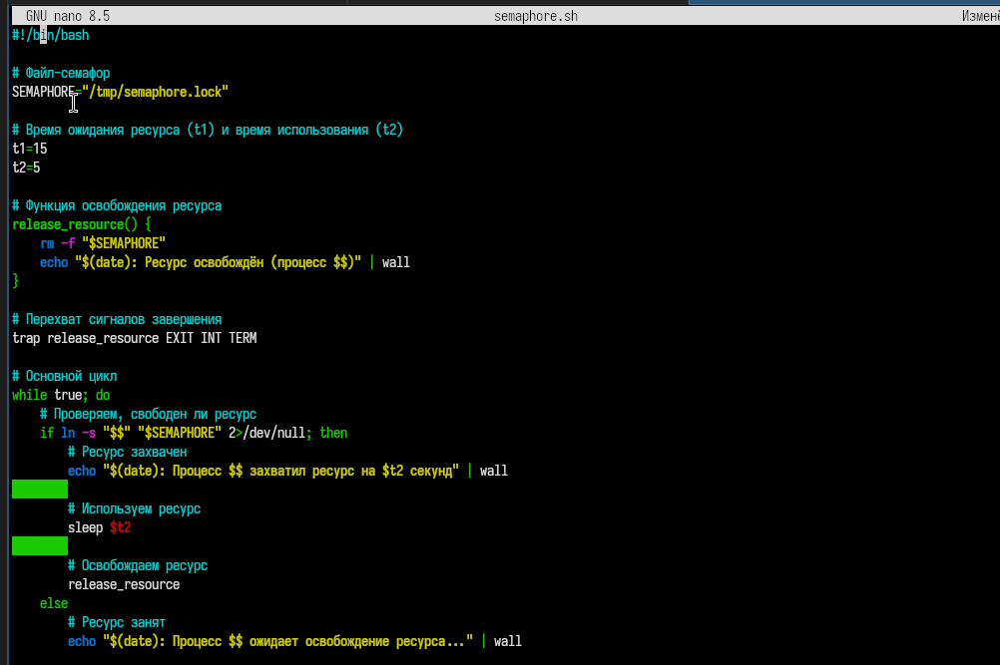 GNU nano 8.5 semaphore.sh Изменё
#!/bin/bash
# Файл-семафор
SEMAPHORE="/tmp/semaphore.lock"
# Время ожидания ресурса (t1) и время использования (t2)
t1=15
t2=5
# Функция освобождения ресурса
release_resource() {
    rm -f "$SEMAPHORE"
    echo "$(date): Ресурс освобождён (процесс $$)" | wall
}
# Перехват сигналов завершения
trap release_resource EXIT INT TERM
# Основной цикл
while true; do
    # Проверяем, свободен ли ресурс
    if ln -s "$$" "$SEMAPHORE" 2>/dev/null; then
        # Ресурс захвачен
        echo "$(date): Процесс $$ захватил ресурс на $t2 секунд" | wall
        # Используем ресурс
        sleep $t2
        # Освобождаем ресурс
        release_resource
    else
        # Ресурс занят
        echo "$(date): Процесс $$ ожидает освобождение ресурса..." | wall